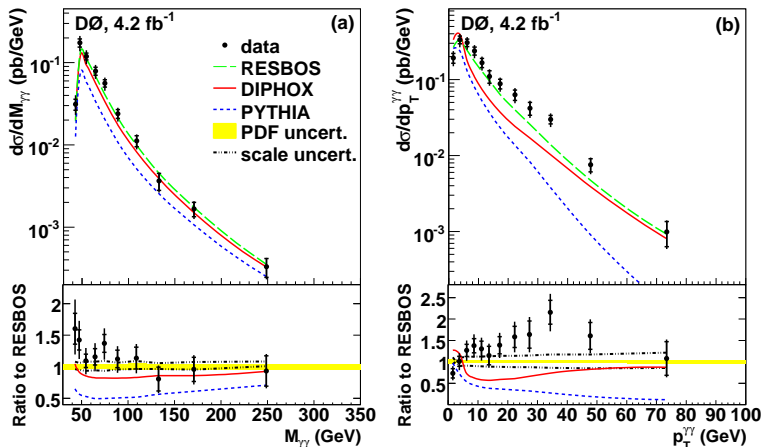 DØ, 4.2 fb⁻¹ (a)
data
RESBOS
DIPHOX
PYTHIA
PDF uncert.
scale uncert.
dσ/dM_γγ (pb/GeV)
10⁻¹
10⁻²
10⁻³
Ratio to RESBOS
2
1.5
1
0.5
50 100 150 200 250 300 350
M_γγ (GeV)
DØ, 4.2 fb⁻¹ (b)
dσ/dp_T^γγ (pb/GeV)
1
10⁻¹
10⁻²
10⁻³
Ratio to RESBOS
2.5
2
1.5
1
0.5
0 10 20 30 40 50 60 70 80 90 100
p_T^γγ (GeV)